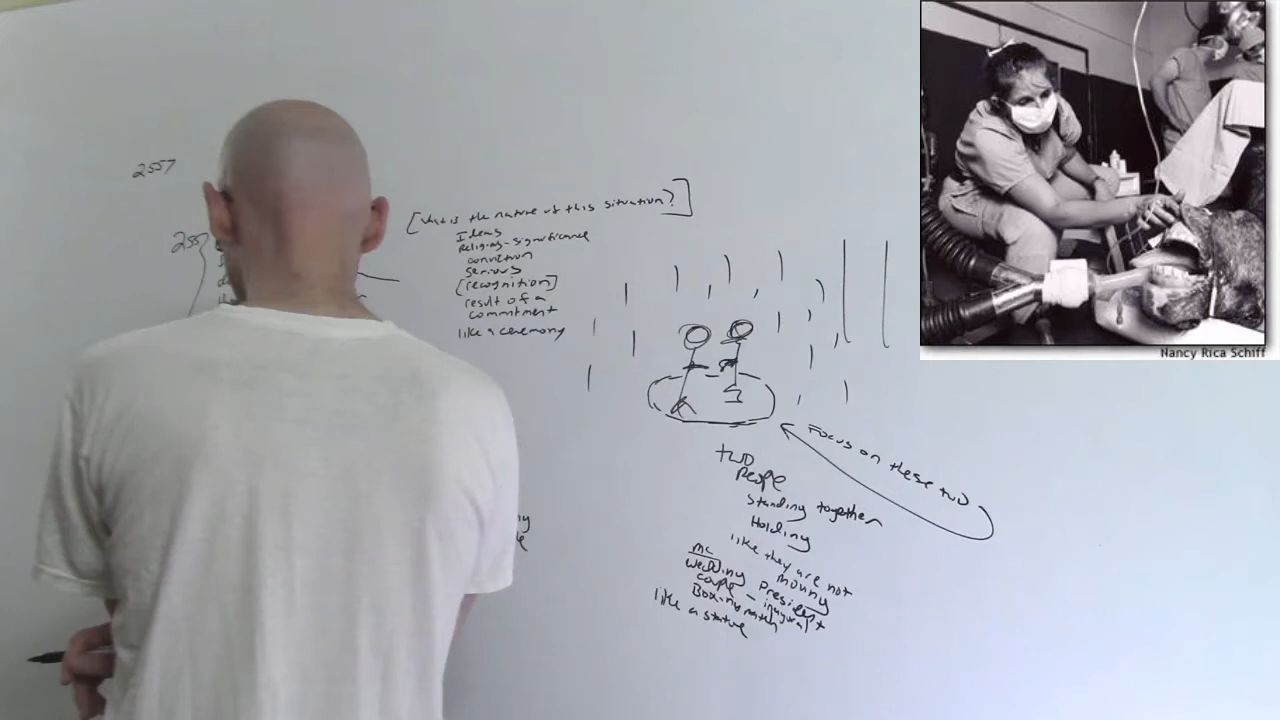 2557
2557
[What is the nature of this situation?]
Ideas
Religious-significance
conviction
serious
[recognition]
result of a
commitment
like a ceremony
Focus on these two
two
people
standing together
Holding
like they are not
moving
mc
wedding President
couple - inaugural
Boxing match
like a statue
Nancy Rica Schiff